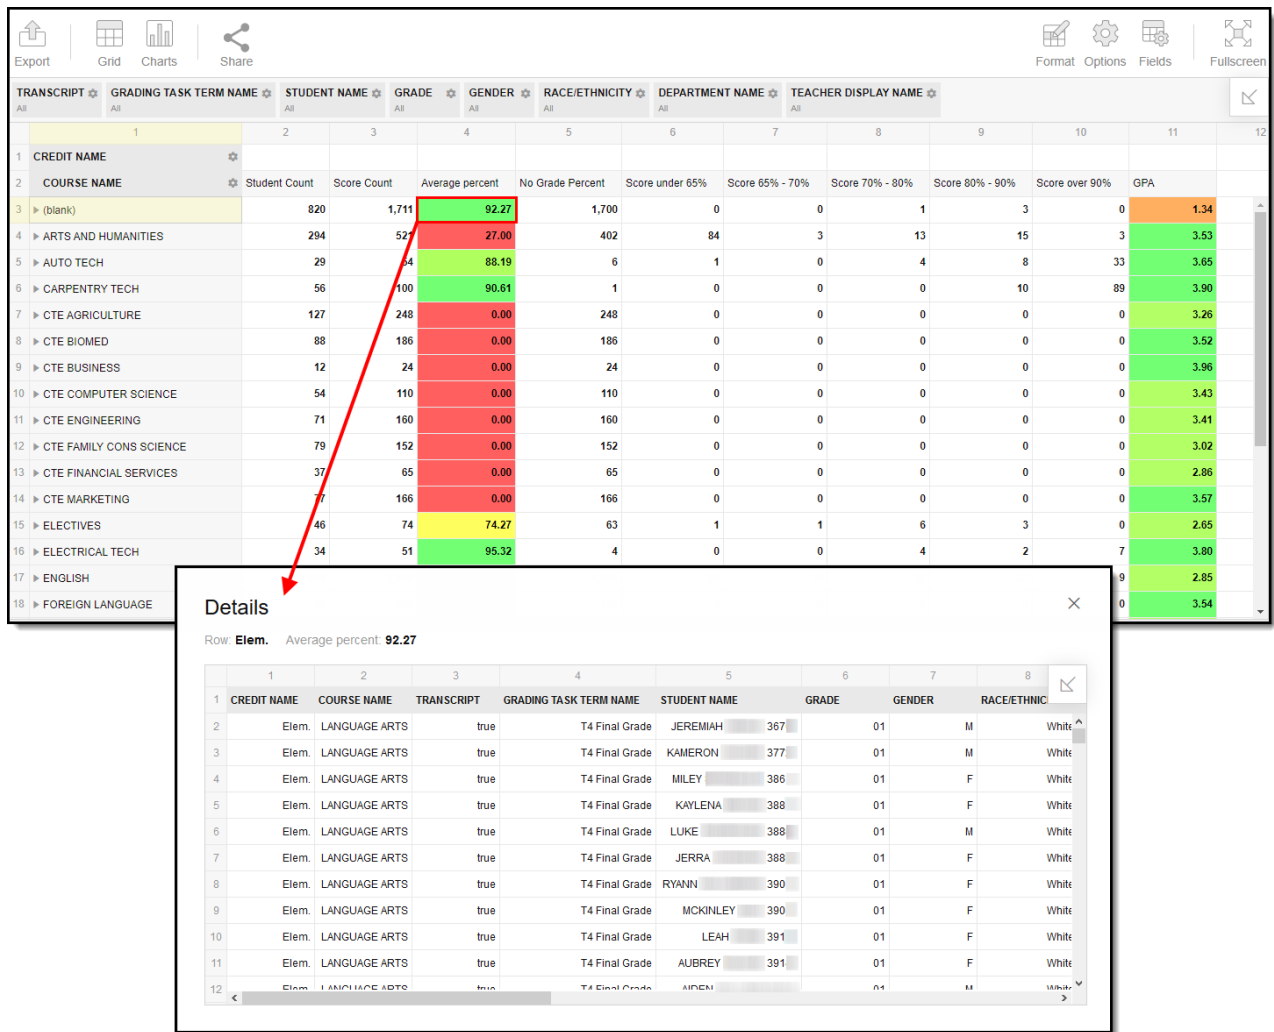 Export Grid Charts Share Format Options Fields Fullscreen
TRANSCRIPT GRADING TASK TERM NAME STUDENT NAME GRADE GENDER RACE/ETHNICITY DEPARTMENT NAME TEACHER DISPLAY NAME
All All All All All All All All
1 2 3 4 5 6 7 8 9 10 11 12
1 CREDIT NAME
2 COURSE NAME Student Count Score Count Average percent No Grade Percent Score under 65% Score 65% - 70% Score 70% - 80% Score 80% - 90% Score over 90% GPA
3 (blank) 820 1,711 92.27 1,700 0 0 1 3 0 1.34
4 ARTS AND HUMANITIES 294 521 27.00 402 84 3 13 15 3 3.53
5 AUTO TECH 29 54 88.19 6 1 0 4 8 33 3.65
6 CARPENTRY TECH 56 100 90.61 1 0 0 0 10 89 3.90
7 CTE AGRICULTURE 127 248 0.00 248 0 0 0 0 0 3.26
8 CTE BIOMED 88 186 0.00 186 0 0 0 0 0 3.52
9 CTE BUSINESS 12 24 0.00 24 0 0 0 0 0 3.96
10 CTE COMPUTER SCIENCE 54 110 0.00 110 0 0 0 0 0 3.43
11 CTE ENGINEERING 71 160 0.00 160 0 0 0 0 0 3.41
12 CTE FAMILY CONS SCIENCE 79 152 0.00 152 0 0 0 0 0 3.02
13 CTE FINANCIAL SERVICES 37 65 0.00 65 0 0 0 0 0 2.86
14 CTE MARKETING 77 166 0.00 166 0 0 0 0 0 3.57
15 ELECTIVES 46 74 74.27 63 1 1 6 3 0 2.65
16 ELECTRICAL TECH 34 51 95.32 4 0 0 4 2 7 3.80
17 ENGLISH 9 2.85
18 FOREIGN LANGUAGE 0 3.54
Details
Row: Elem. Average percent: 92.27
1 2 3 4 5 6 7 8
1 CREDIT NAME COURSE NAME TRANSCRIPT GRADING TASK TERM NAME STUDENT NAME GRADE GENDER RACE/ETHNIC
2 Elem. LANGUAGE ARTS true T4 Final Grade JEREMIAH 367 01 M White
3 Elem. LANGUAGE ARTS true T4 Final Grade KAMERON 377 01 M White
4 Elem. LANGUAGE ARTS true T4 Final Grade MILEY 386 01 F White
5 Elem. LANGUAGE ARTS true T4 Final Grade KAYLENA 388 01 F White
6 Elem. LANGUAGE ARTS true T4 Final Grade LUKE 388 01 M White
7 Elem. LANGUAGE ARTS true T4 Final Grade JERRA 388 01 F White
8 Elem. LANGUAGE ARTS true T4 Final Grade RYANN 390 01 F White
9 Elem. LANGUAGE ARTS true T4 Final Grade MCKINLEY 390 01 F White
10 Elem. LANGUAGE ARTS true T4 Final Grade LEAH 391 01 F White
11 Elem. LANGUAGE ARTS true T4 Final Grade AUBREY 391 01 F White
12 Elem. LANGUAGE ARTS true T4 Final Grade AIDEN 01 M White